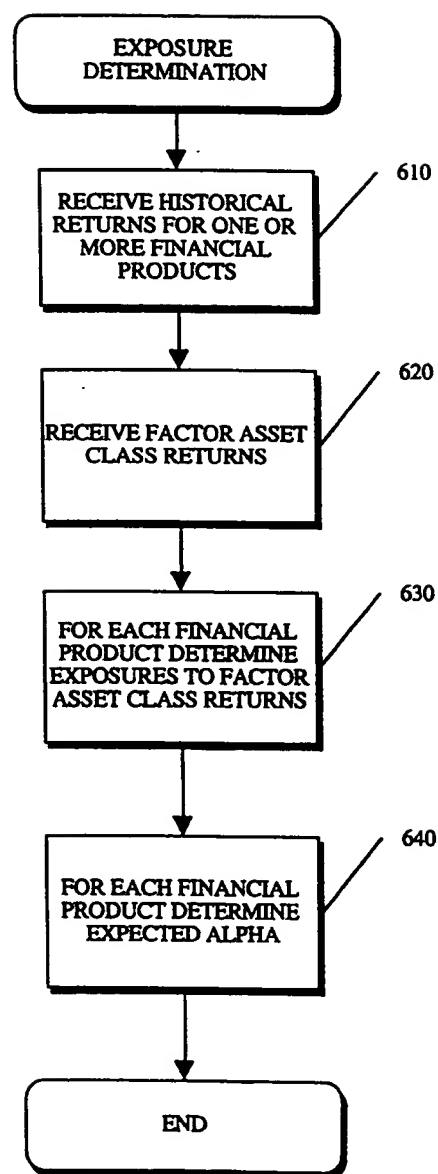 EXPOSURE
DETERMINATION
610
RECEIVE HISTORICAL
RETURNS FOR ONE OR
MORE FINANCIAL
PRODUCTS
620
RECEIVE FACTOR ASSET
CLASS RETURNS
630
FOR EACH FINANCIAL
PRODUCT DETERMINE
EXPOSURES TO FACTOR
ASSET CLASS RETURNS
640
FOR EACH FINANCIAL
PRODUCT DETERMINE
EXPECTED ALPHA
END